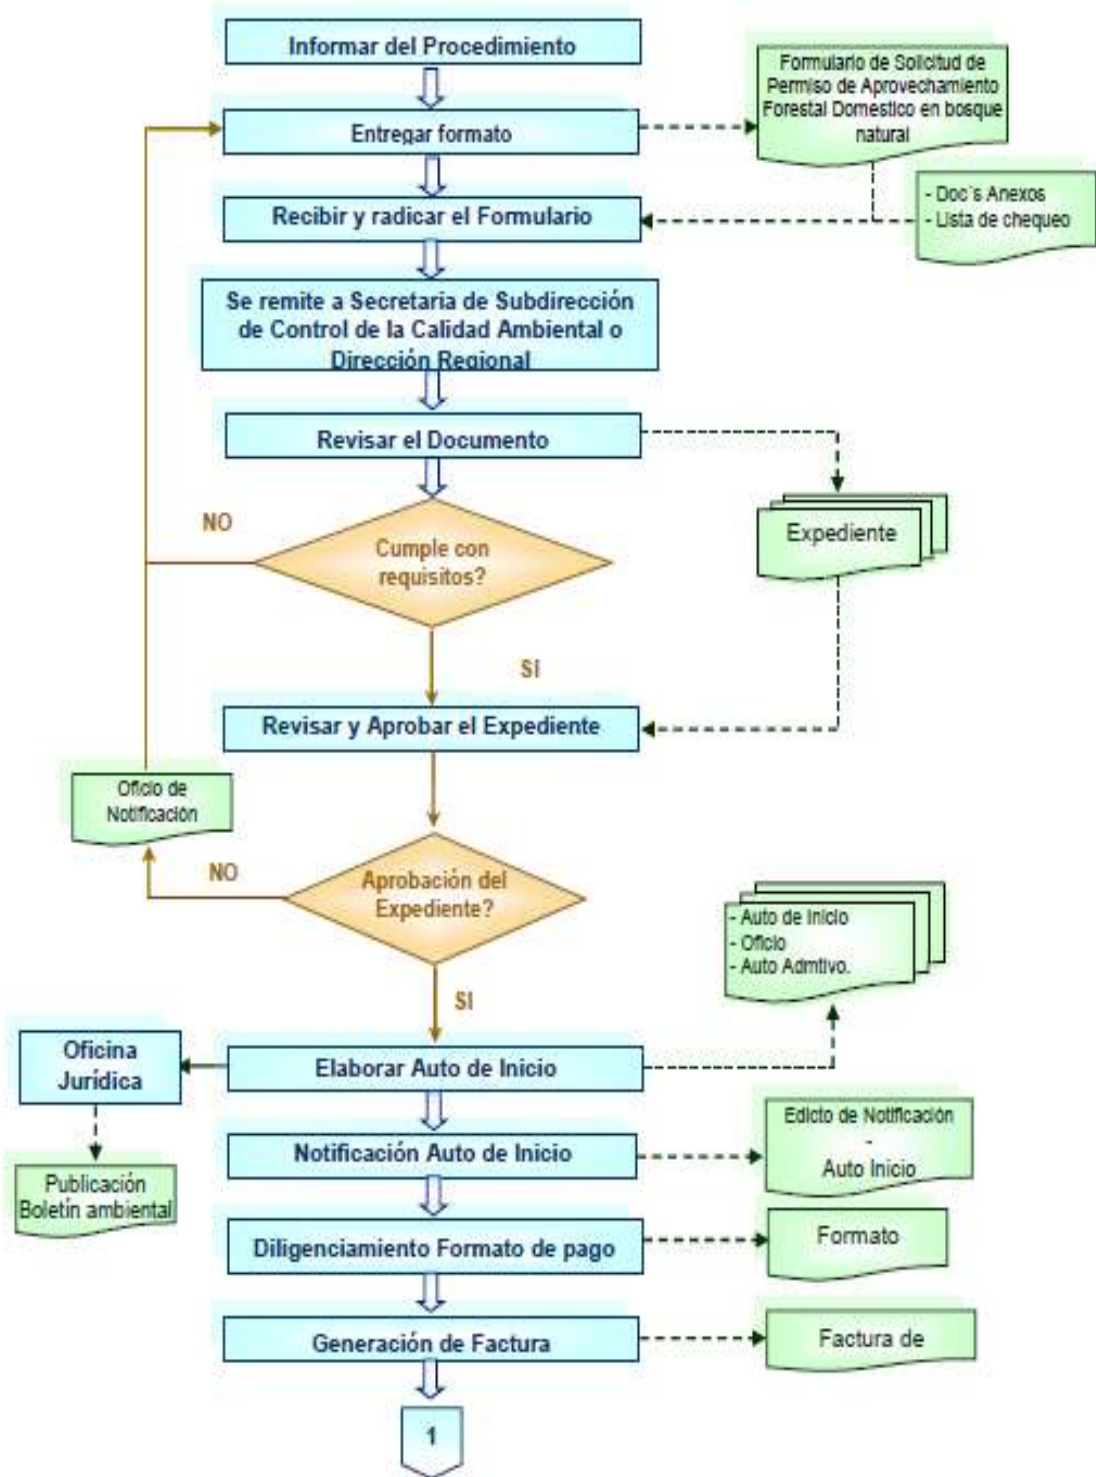 Informar del Procedimiento
Formulario de Solicitud de
Permiso de Aprovechamiento
Forestal Domestico en bosque
natural
Entregar formato
- Doc´s Anexos
- Lista de chequeo
Recibir y radicar el Formulario
Se remite a Secretaria de Subdirección
de Control de la Calidad Ambiental o
Dirección Regional
Revisar el Documento
NO
Expediente
Cumple con
requisitos?
SI
Revisar y Aprobar el Expediente
Oficio de
Notificación
NO
Aprobación del
Expediente?
- Auto de Inicio
- Oficio
- Auto Admtivo.
SI
Oficina
Jurídica
Elaborar Auto de Inicio
Edicto de Notificación
-
Auto Inicio
Notificación Auto de Inicio
Publicación
Boletín ambiental
Diligenciamiento Formato de pago
Formato
Generación de Factura
Factura de
1